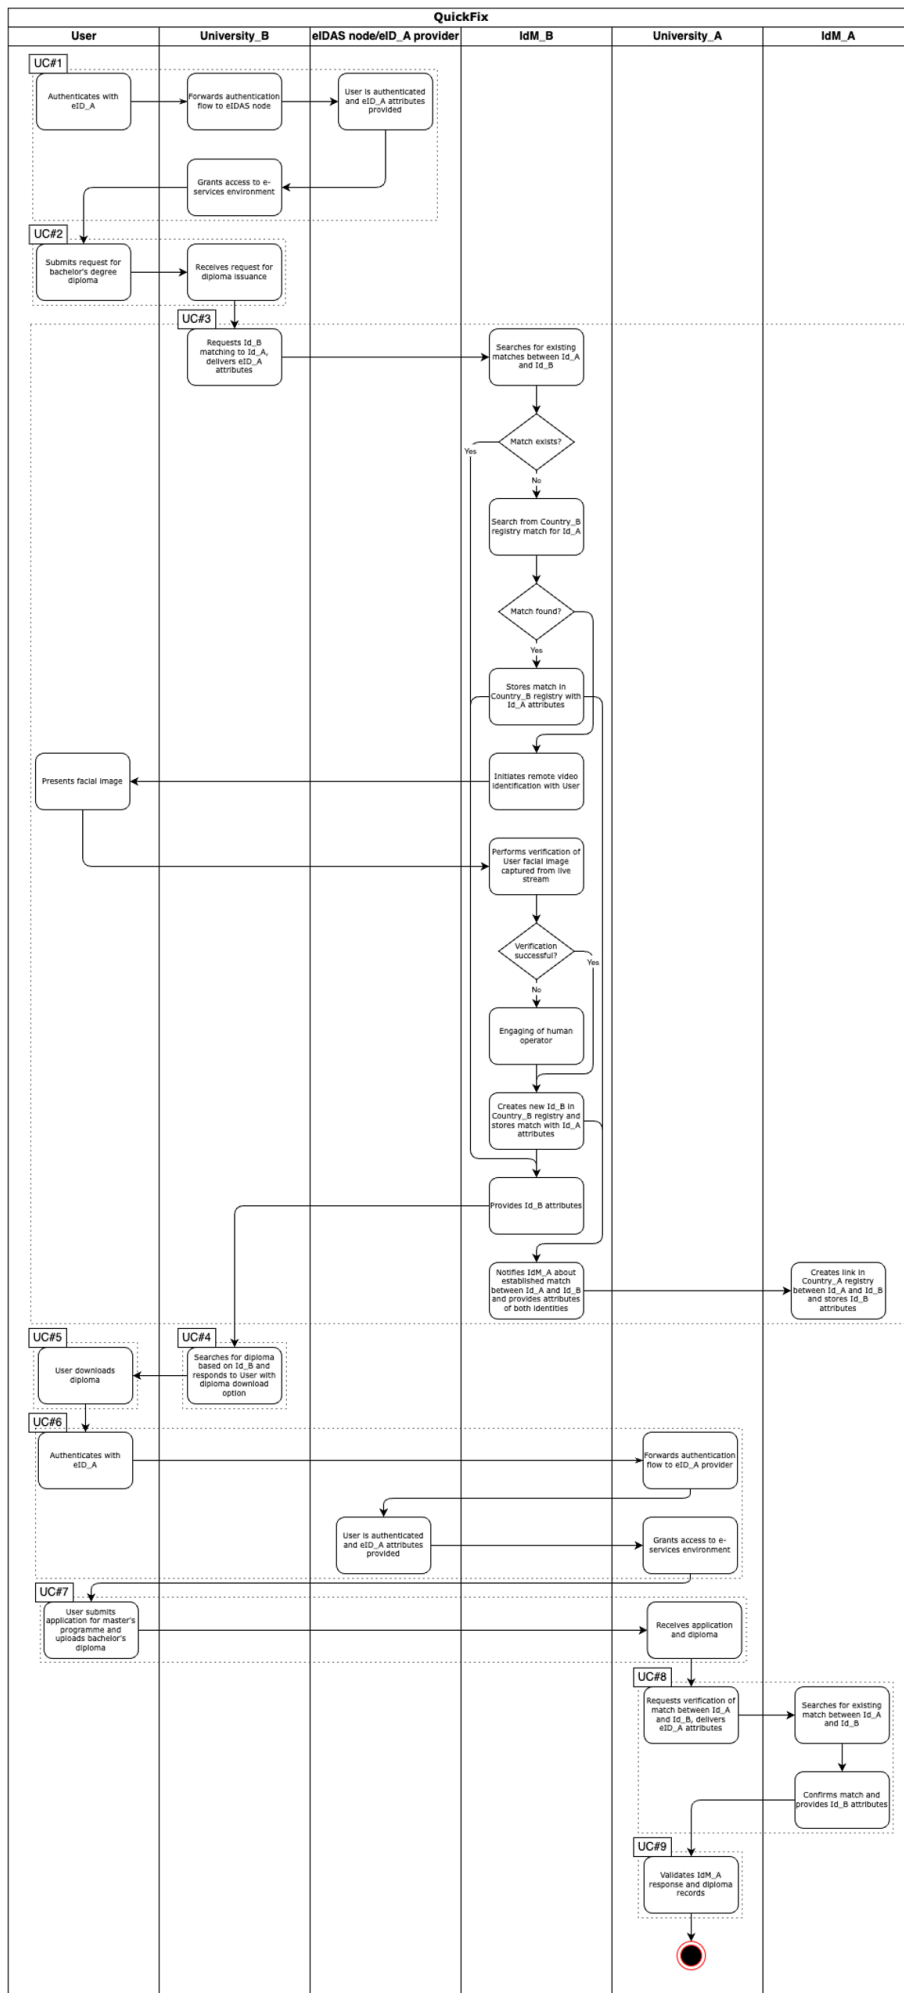 QuickFix
User
University_B
eIDAS node/eID_A provider
IdM_B
University_A
IdM_A
UC#1
Authenticates with
eID_A
Forwards authentication
flow to eIDAS node
User is authenticated
and eID_A attributes
provided
Grants access to e-
services environment
UC#2
Submits request for
bachelor's degree
diploma
Receives request for
diploma issuance
UC#3
Requests Id_B
matching to Id_A,
delivers eID_A
attributes
Searches for existing
matches between Id_A
and Id_B
Match exists?
Yes
No
Search from Country_B
registry match for Id_A
Match found?
Yes
Stores match in
Country_B registry with
Id_A attributes
Presents facial image
Initiates remote video
identification with User
Performs verification of
User facial image
captured from live
stream
Verification
successful?
Yes
No
Engaging of human
operator
Creates new Id_B in
Country_B registry and
stores match with Id_A
attributes
Provides Id_B attributes
Notifies IdM_A about
established match
between Id_A and Id_B
and provides attributes
of both identities
Creates link in
Country_A registry
between Id_A and Id_B
and stores Id_B
attributes
UC#5
User downloads
diploma
UC#4
Searches for diploma
based on Id_B and
responds to User with
diploma download
option
UC#6
Authenticates with
eID_A
Forwards authentication
flow to eID_A provider
User is authenticated
and eID_A attributes
provided
Grants access to e-
services environment
UC#7
User submits
application for master's
programme and
uploads bachelor's
diploma
Receives application
and diploma
UC#8
Requests verification of
match between Id_A
and Id_B, delivers
eID_A attributes
Searches for existing
match between Id_A
and Id_B
Confirms match and
provides Id_B attributes
UC#9
Validates IdM_A
response and diploma
records